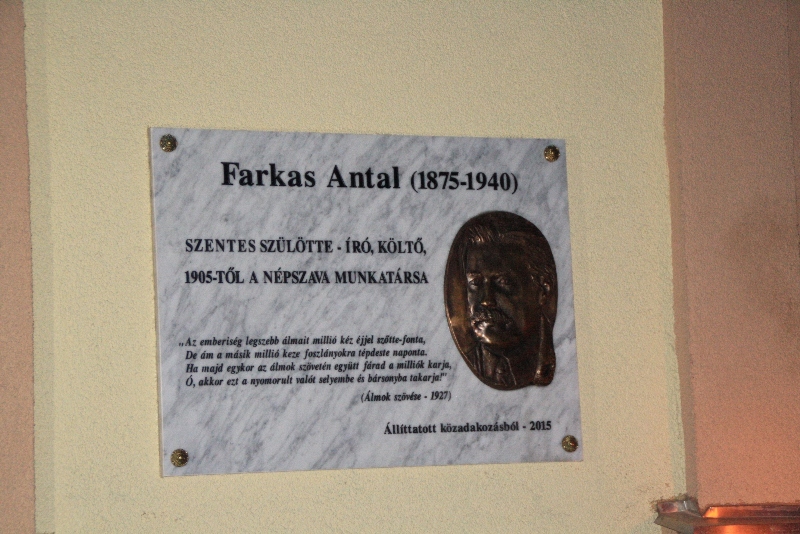 Farkas Antal (1875-1940)
SZENTES SZÜLÖTTE - ÍRÓ, KÖLTŐ,
1905-TŐL A NÉPSZAVA MUNKATÁRSA
„Az emberiség legszebb álmait millió kéz éjjel szőtte-fonta,
De ám a másik millió keze foszlányokra tépdeste naponta.
Ha majd egykor az álmok szövetén együtt fárad a milliók karja,
Ó, akkor ezt a nyomorult valót selyembe és bársonyba takarja!"
(Álmok szövése - 1927)
Állíttatott közadakozásból - 2015